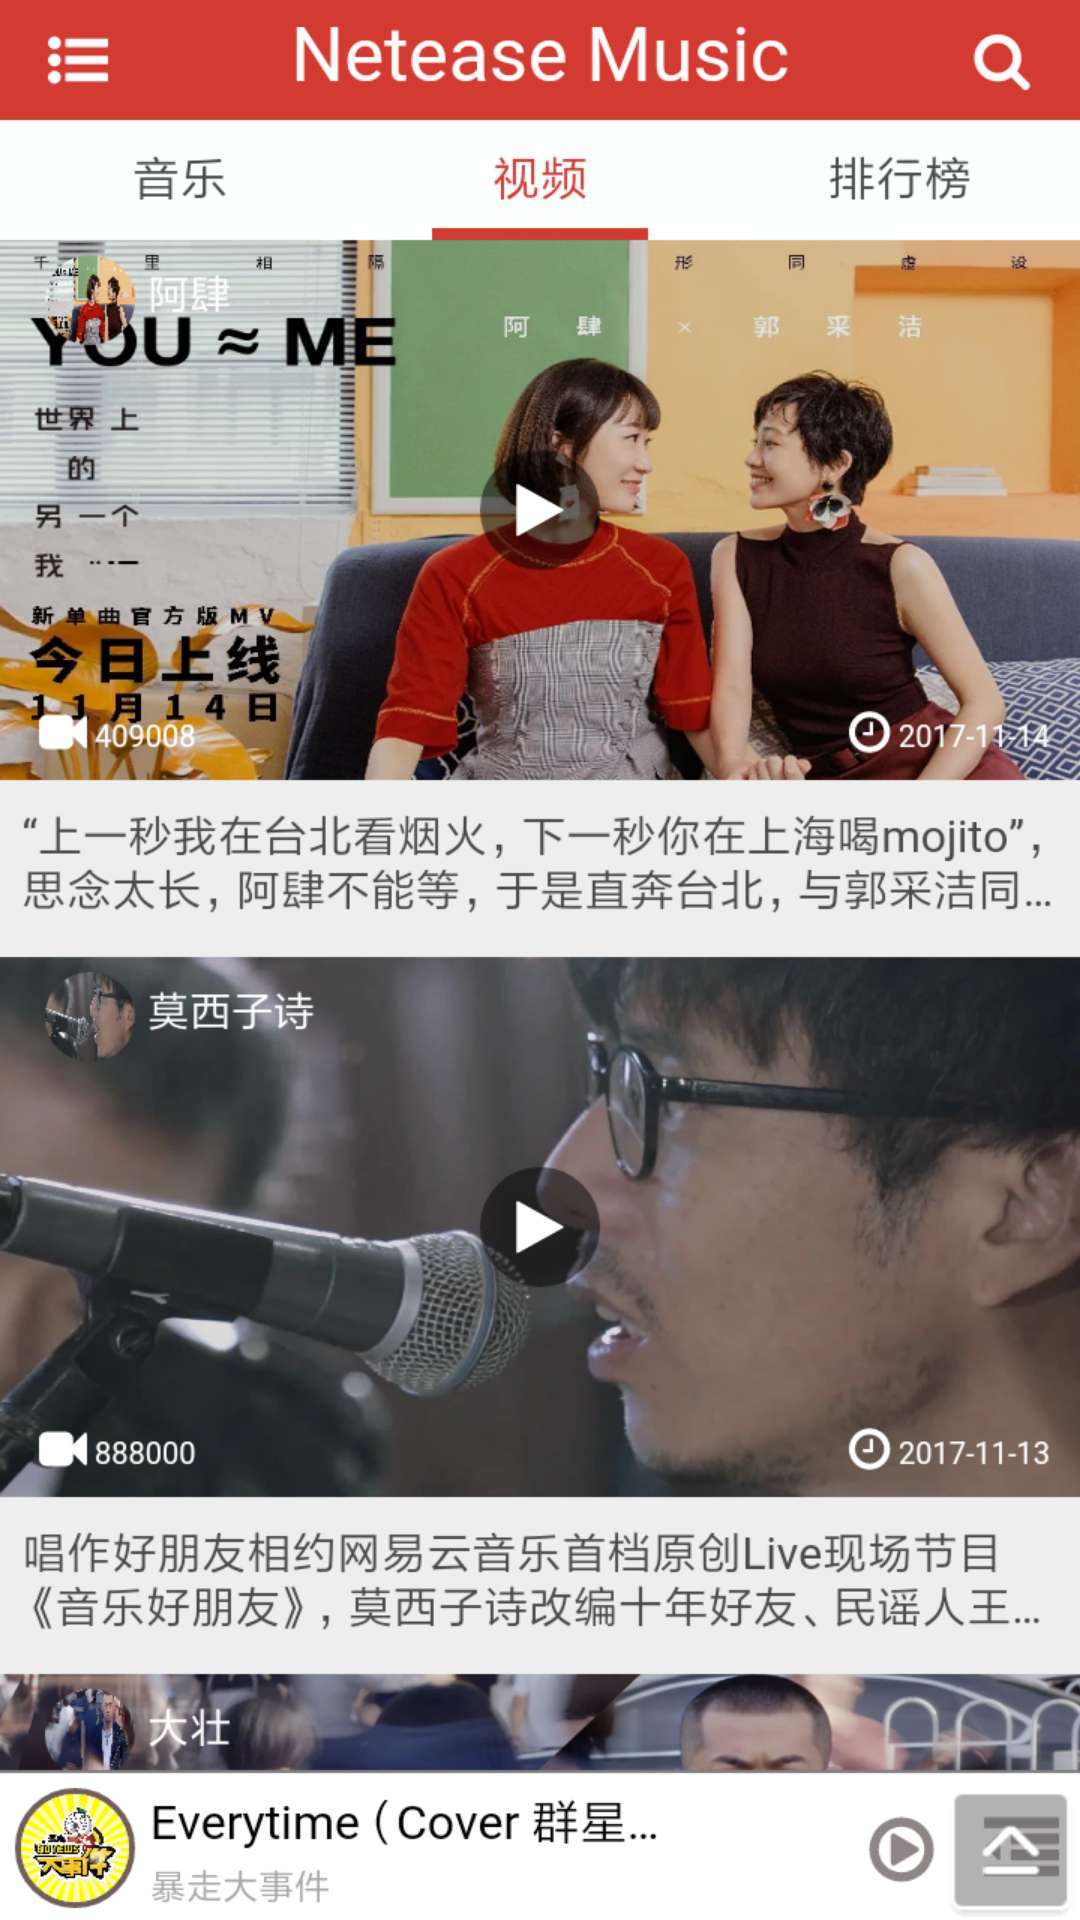 Netease Music
音乐 视频 排行榜
千 里 相 隔 形 同 虚 设
阿肆
YOU ≈ ME
阿 肆 × 郭 采 洁
世界 上
的
另 一个
我
新单曲官方版MV
今日上线
11月14日
409008 2017-11-14
“上一秒我在台北看烟火，下一秒你在上海喝mojito”，
思念太长，阿肆不能等，于是直奔台北，与郭采洁同...
莫西子诗
888000 2017-11-13
唱作好朋友相约网易云音乐首档原创Live现场节目
《音乐好朋友》，莫西子诗改编十年好友、民谣人王...
大壮
大事件
Everytime（Cover 群星...
暴走大事件